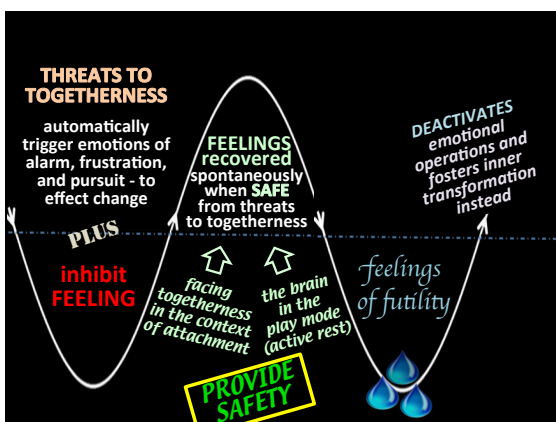 THREATS TO
TOGETHERNESS
automatically
trigger emotions of
alarm, frustration,
and pursuit - to
effect change
PLUS
inhibit
FEELING
FEELINGS
recovered
spontaneously
when SAFE
from threats
to togetherness
facing
togetherness
in the context
of attachment
the brain
in the
play mode
(active rest)
PROVIDE
SAFETY
feelings
of futility
DEACTIVATES
emotional
operations and
fosters inner
transformation
instead